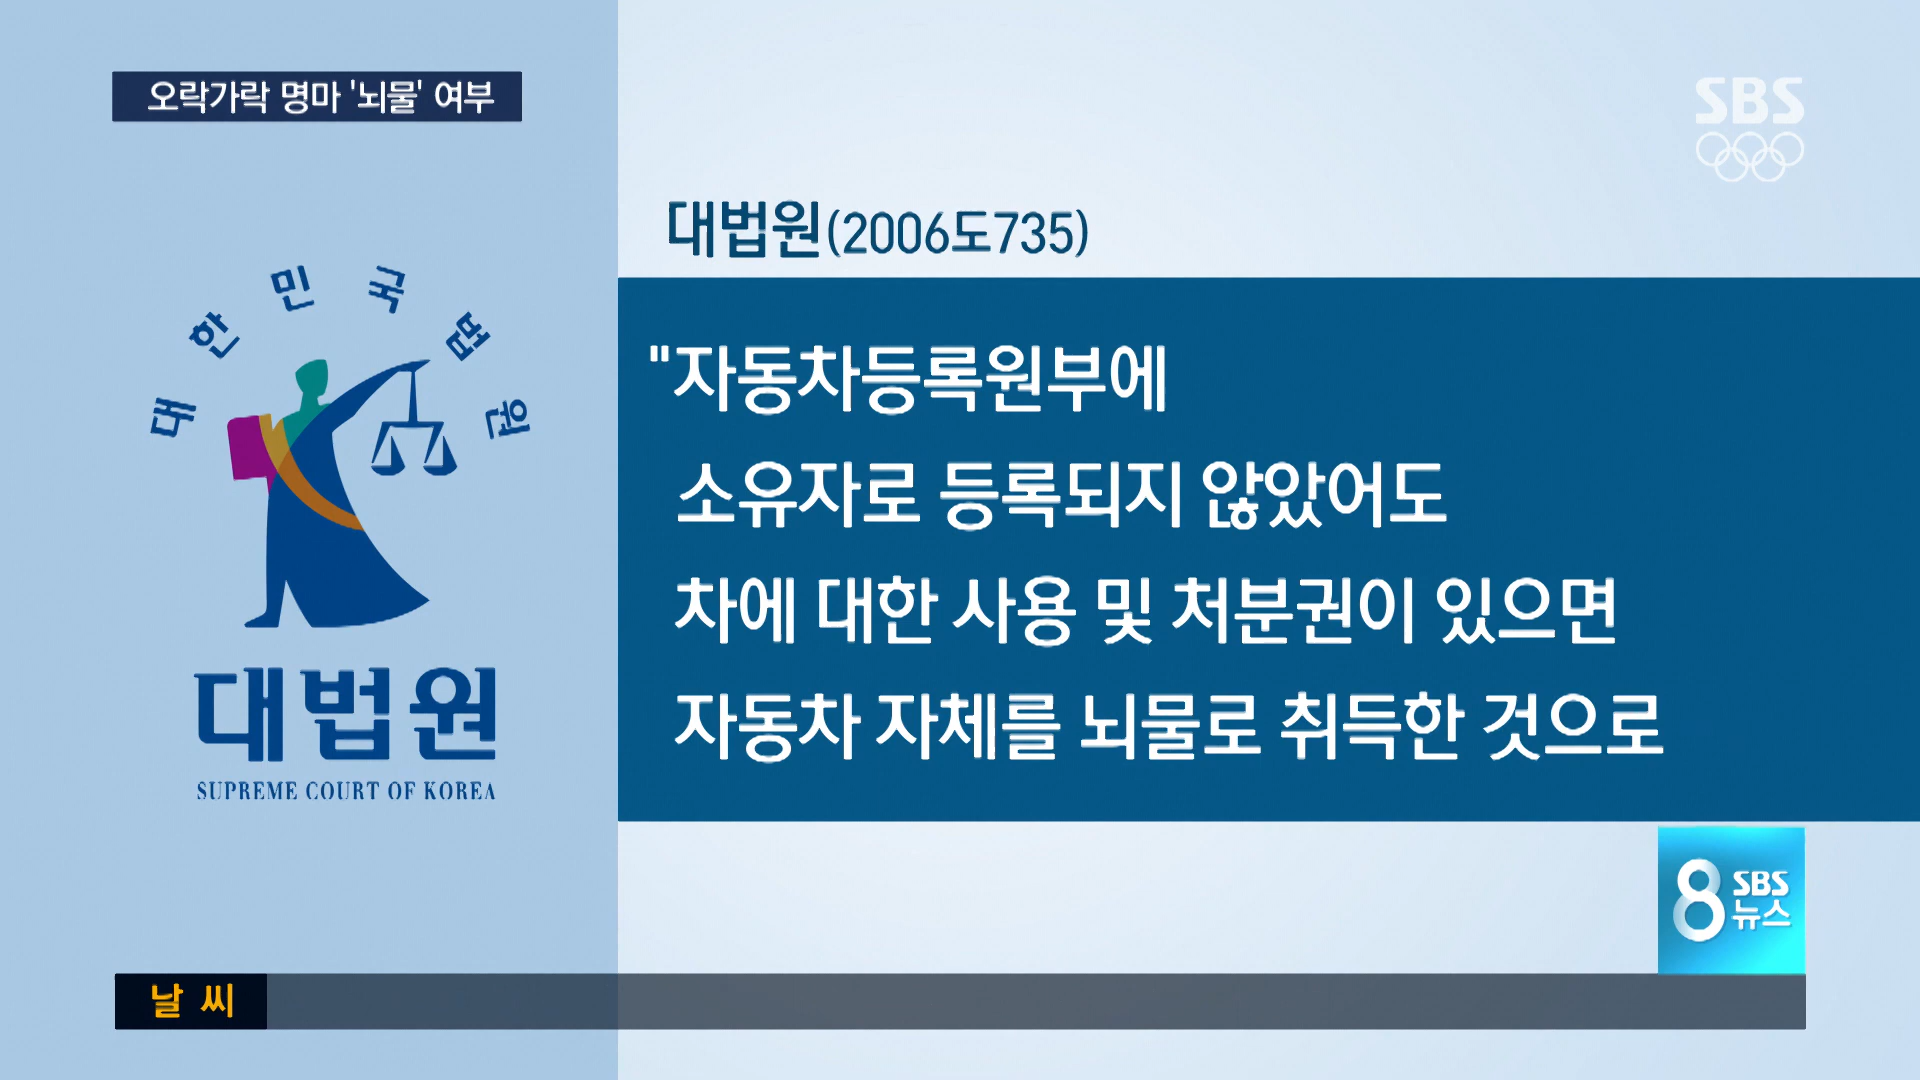 오락가락 명마 '뇌물' 여부
SBS
대법원(2006도735)
대한민국법원
"자동차등록원부에
소유자로 등록되지 않았어도
차에 대한 사용 및 처분권이 있으면
자동차 자체를 뇌물로 취득한 것으로
대법원
SUPREME COURT OF KOREA
8 SBS
뉴스
날 씨